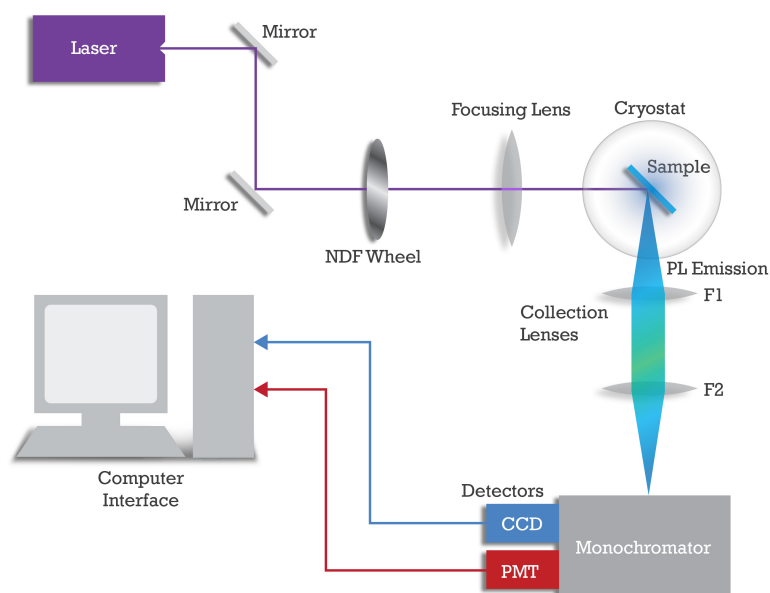 Laser
Mirror
Focusing Lens
Cryostat
Sample
Mirror
NDF Wheel
PL Emission
F1
Collection
Lenses
F2
Computer
Interface
Detectors
CCD
Monochromator
PMT